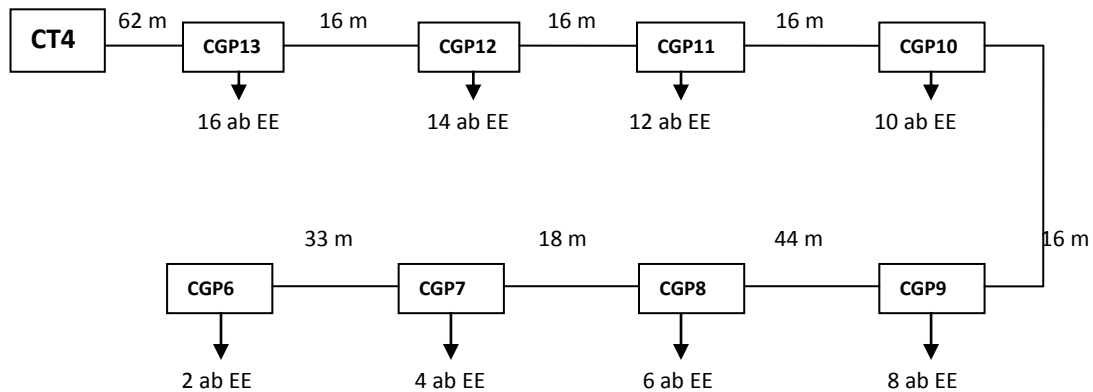 62 m 16 m 16 m 16 m
CT4 CGP13 CGP12 CGP11 CGP10
16 ab EE 14 ab EE 12 ab EE 10 ab EE
33 m 18 m 44 m 16 m
CGP6 CGP7 CGP8 CGP9
2 ab EE 4 ab EE 6 ab EE 8 ab EE